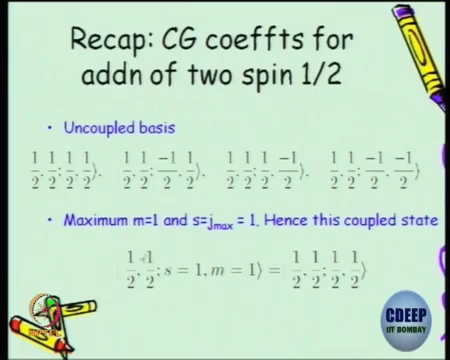 Recap: CG coeffts for
addn of two spin 1/2
• Uncoupled basis
|1/2, 1/2; 1/2, 1/2⟩, |1/2, 1/2; -1/2, 1/2⟩, |1/2, 1/2; 1/2, -1/2⟩, |1/2, 1/2; -1/2, -1/2⟩
• Maximum m=1 and s=jmax = 1. Hence this coupled state
|1/2, 1/2; s = 1, m = 1⟩ = |1/2, 1/2; 1/2, 1/2⟩
CDEEP
IIT BOMBAY